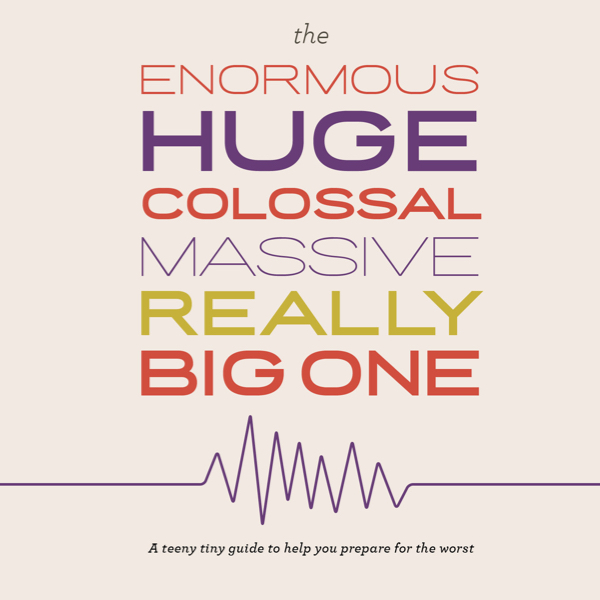 the
ENORMOUS
HUGE
COLOSSAL
MASSIVE
REALLY
BIG ONE
A teeny tiny guide to help you prepare for the worst